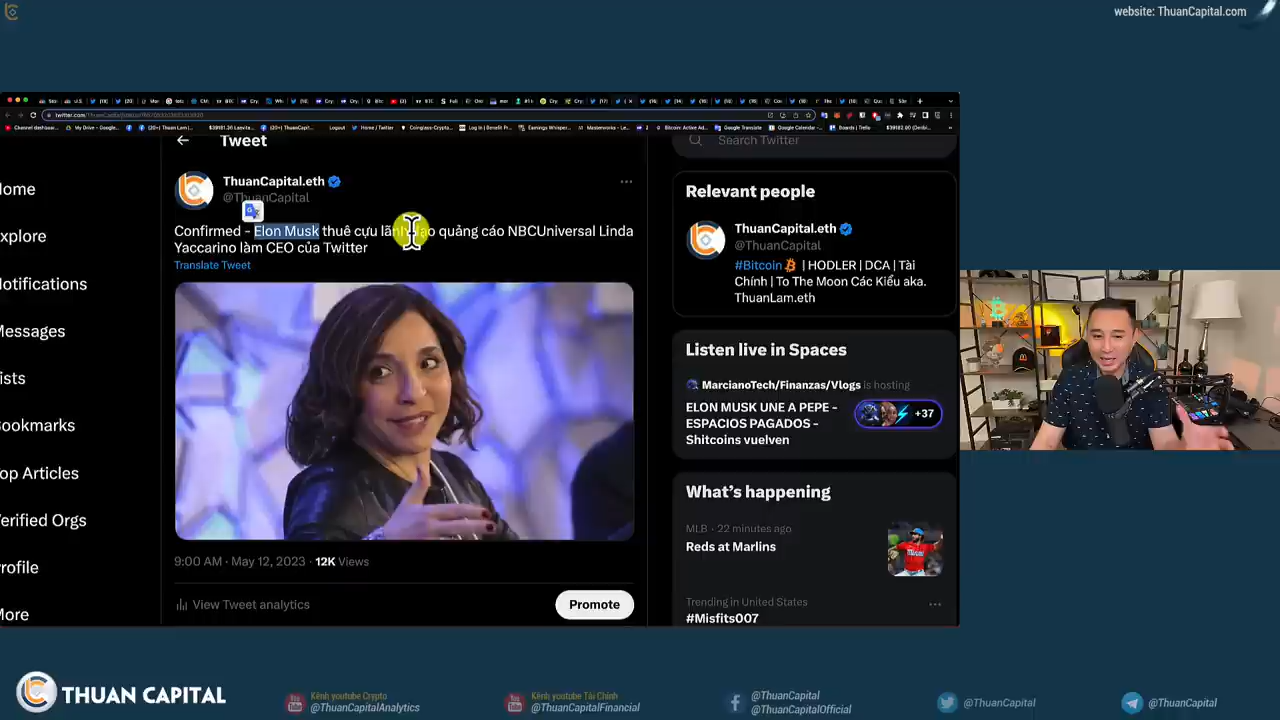 website: ThuanCapital.com
Tweet
Search Twitter
ThuanCapital.eth
@ThuanCapital
Confirmed - Elon Musk thuê cựu lãnh đạo quảng cáo NBCUniversal Linda
Yaccarino làm CEO của Twitter
Translate Tweet
9:00 AM · May 12, 2023 · 12K Views
View Tweet analytics
Promote
ome
xplore
otifications
Messages
ists
ookmarks
op Articles
erified Orgs
rofile
More
Relevant people
ThuanCapital.eth
@ThuanCapital
#Bitcoin | HODLER | DCA | Tài
Chính | To The Moon Các Kiểu aka.
ThuanLam.eth
Listen live in Spaces
MarcianoTech/Finanzas/Vlogs is hosting
ELON MUSK UNE A PEPE -
ESPACIOS PAGADOS -
Shitcoins vuelven
+37
What's happening
MLB · 22 minutes ago
Reds at Marlins
Trending in United States
#Misfits007
THUAN CAPITAL
Kênh youtube Crypto
@ThuanCapitalAnalytics
Kênh youtube Tài Chính
@ThuanCapitalFinancial
@ThuanCapital
@ThuanCapitalOfficial
@ThuanCapital
@ThuanCapital